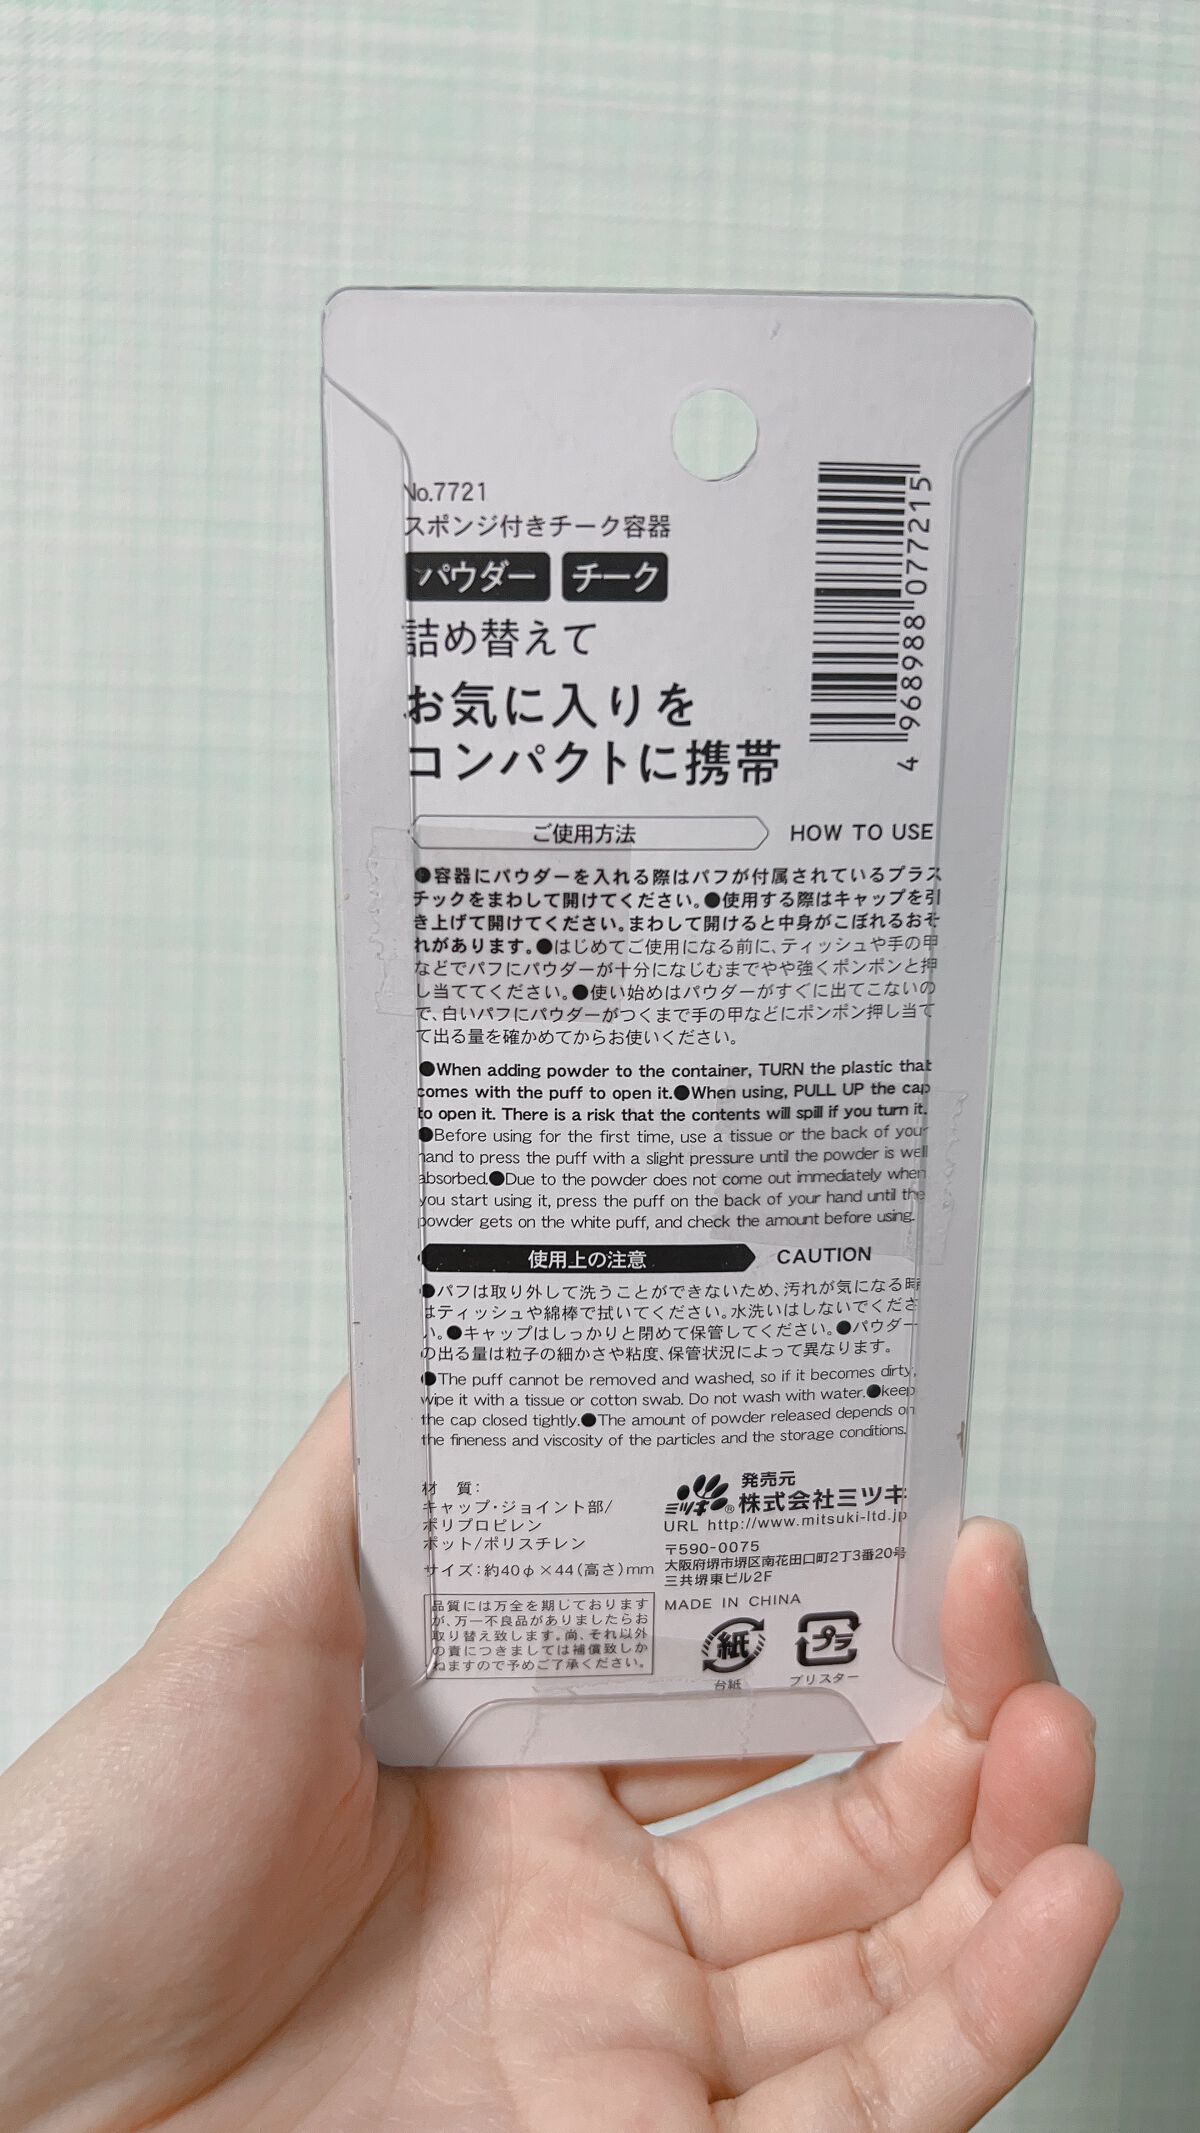 No.7721
スポンジ付きチーク容器
パウダー チーク
詰め替えて
お気に入りを
コンパクトに携帯
4 968988 077215
ご使用方法 HOW TO USE
●容器にパウダーを入れる際はパフが付属されているプラス
チックをまわして開けてください。●使用する際はキャップを引
き上げて開けてください。まわして開けると中身がこぼれるおそ
れがあります。●はじめてご使用になる前に、ティッシュや手の甲
などでパフにパウダーが十分になじむまでやや強くポンポンと押
し当ててください。●使い始めはパウダーがすぐに出てこないの
で、白いパフにパウダーがつくまで手の甲などにポンポン押し当て
て出る量を確かめてからお使いください。
●When adding powder to the container, TURN the plastic that
comes with the puff to open it.●When using, PULL UP the cap
to open it. There is a risk that the contents will spill if you turn it.
●Before using for the first time, use a tissue or the back of your
hand to press the puff with a slight pressure until the powder is well
absorbed.●Due to the powder does not come out immediately when
you start using it, press the puff on the back of your hand until the
powder gets on the white puff, and check the amount before using.
使用上の注意 CAUTION
●パフは取り外して洗うことができないため、汚れが気になる時
はティッシュや綿棒で拭いてください。水洗いはしないでくださ
い。●キャップはしっかりと閉めて保管してください。●パウダー
の出る量は粒子の細かさや粘度、保管状況によって異なります。
●The puff cannot be removed and washed, so if it becomes dirty,
wipe it with a tissue or cotton swab. Do not wash with water.●keep
the cap closed tightly.●The amount of powder released depends on
the fineness and viscosity of the particles and the storage conditions.
材 質:
キャップ・ジョイント部/
ポリプロピレン
ポット/ポリスチレン
サイズ:約40φ×44(高さ)mm
品質には万全を期しております
が、万一不良品がありましたらお
取り替え致します。尚、それ以外
の責につきましては補償致しか
ねますので予めご了承ください。
ミツキ® 発売元
株式会社ミツキ
URL http://www.mitsuki-ltd.jp
〒590-0075
大阪府堺市堺区南花田口町2丁3番20号
三共堺東ビル2F
MADE IN CHINA
紙 プラ
台紙 ブリスター